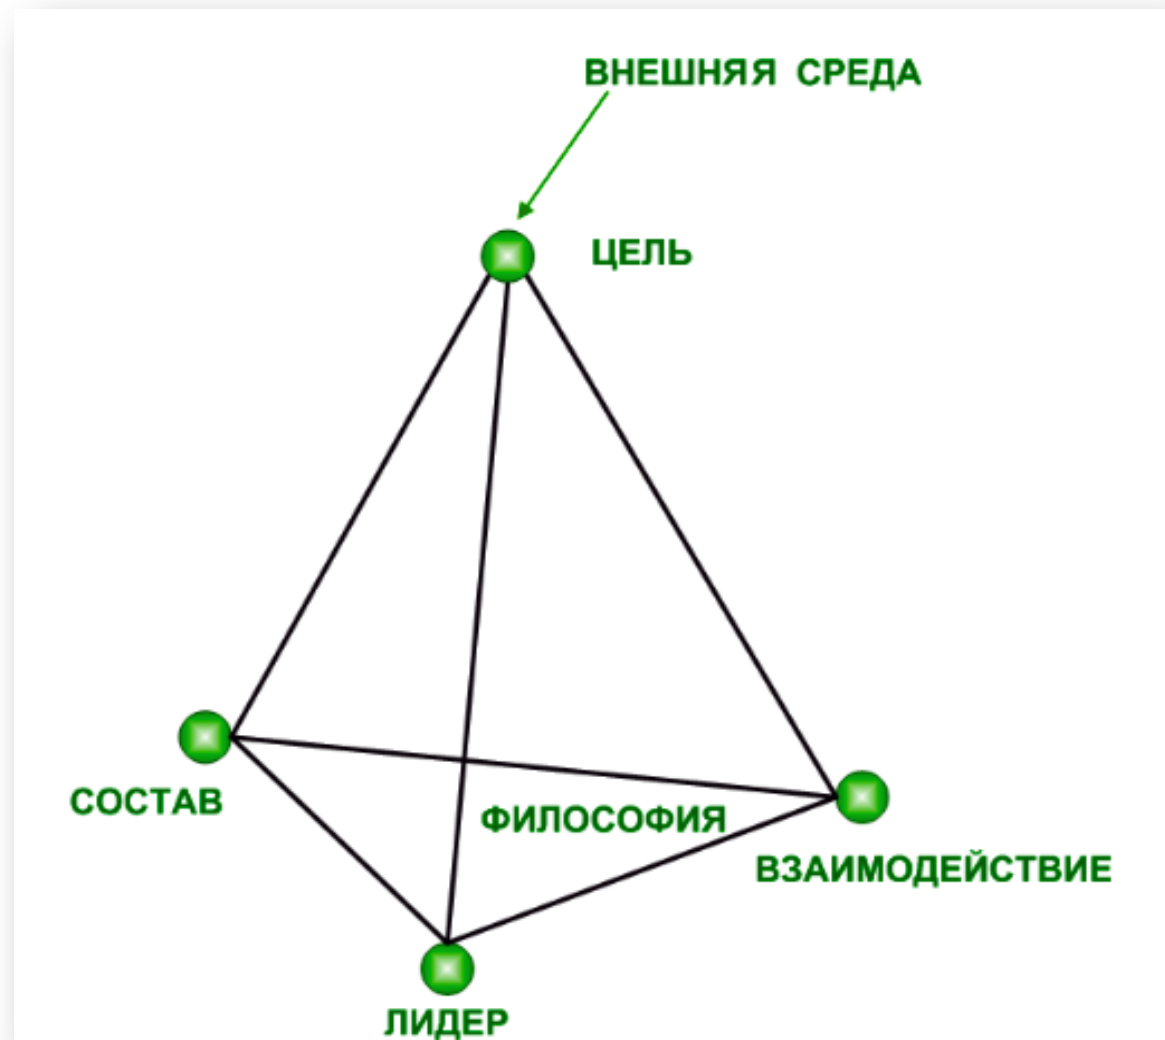 ВНЕШНЯЯ СРЕДА
ЦЕЛЬ
СОСТАВ
ФИЛОСОФИЯ
ВЗАИМОДЕЙСТВИЕ
ЛИДЕР